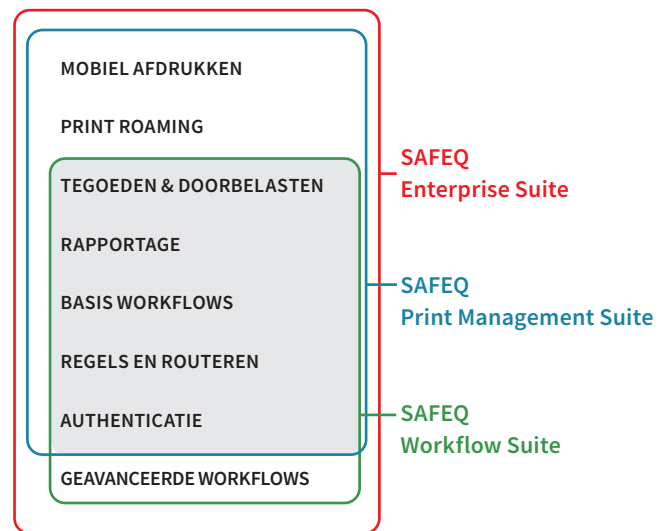 MOBIEL AFDRUKKEN
PRINT ROAMING
TEGOEDEN & DOORBELASTEN
RAPPORTAGE
BASIS WORKFLOWS
REGELS EN ROUTEREN
AUTHENTICATIE
GEAVANCEERDE WORKFLOWS
SAFEQ
Enterprise Suite
SAFEQ
Print Management Suite
SAFEQ
Workflow Suite